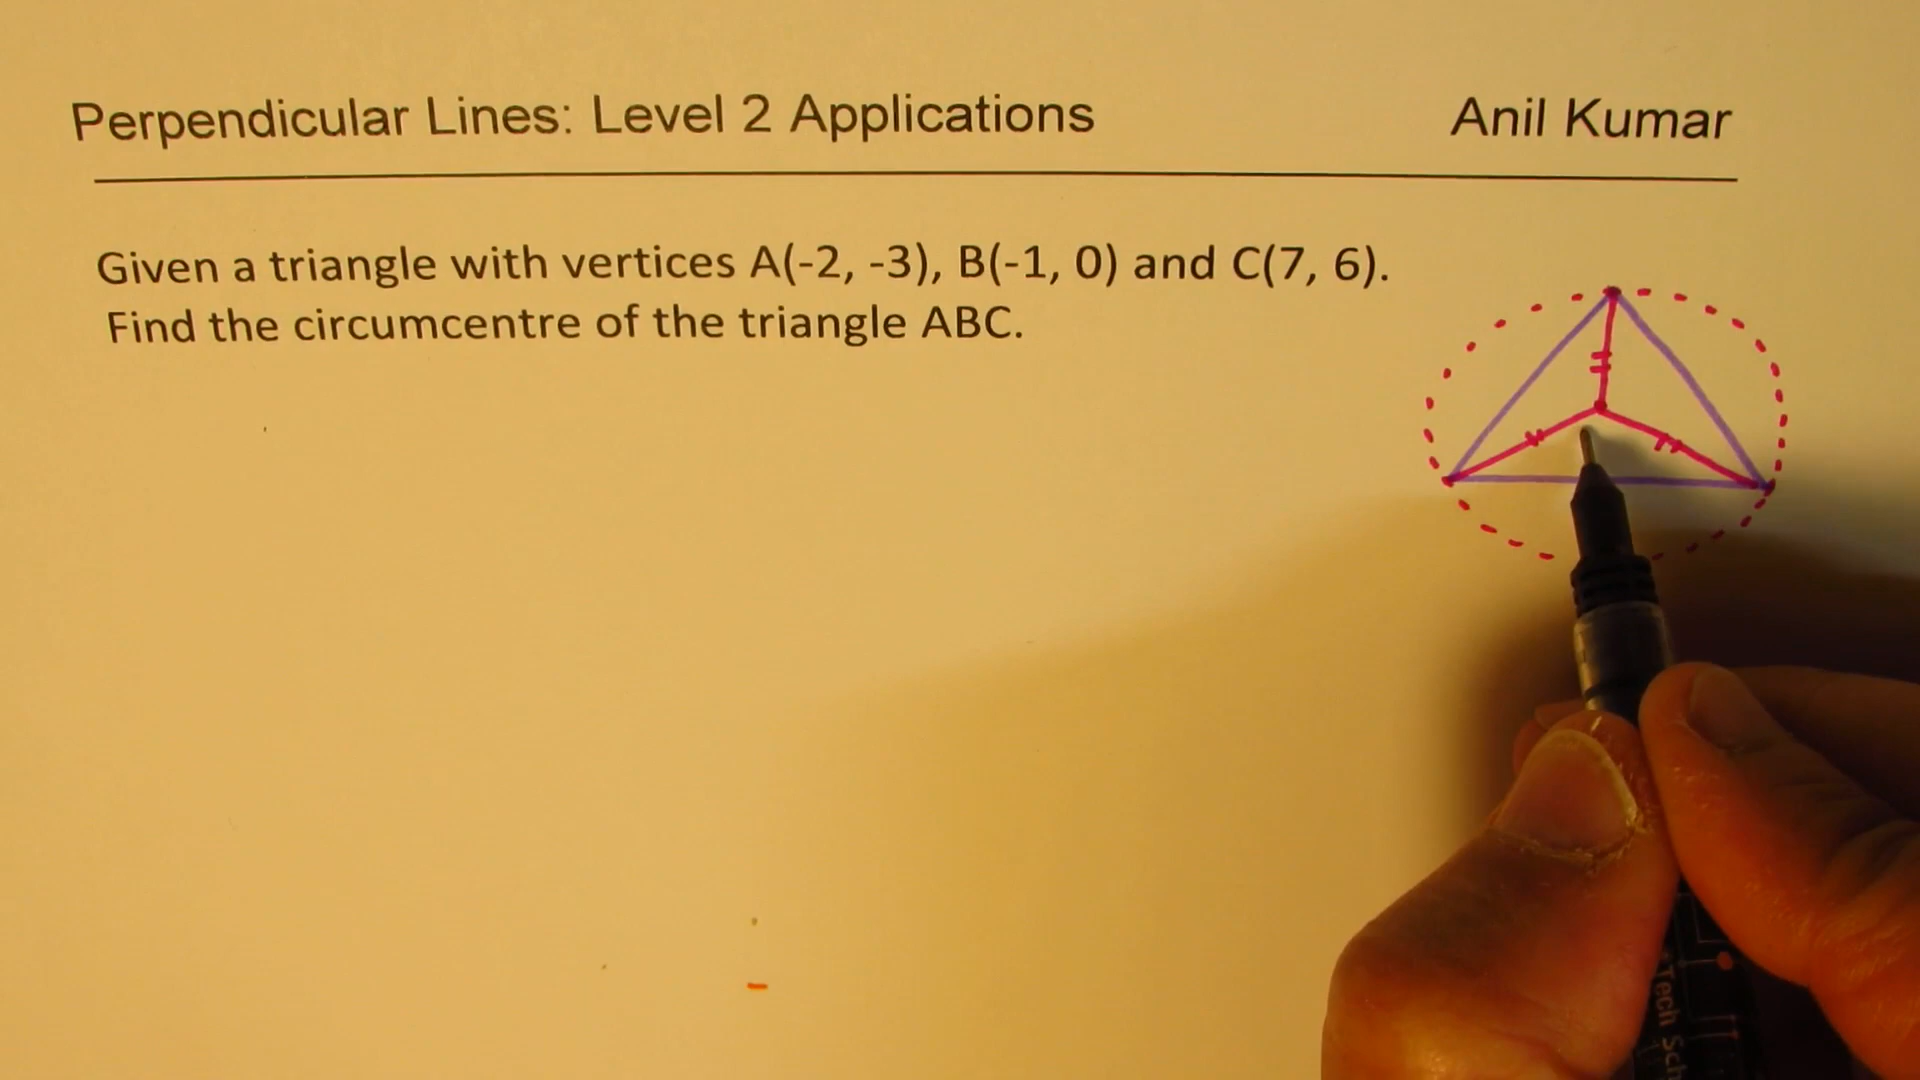 Perpendicular Lines: Level 2 Applications Anil Kumar
Given a triangle with vertices A(-2, -3), B(-1, 0) and C(7, 6).
Find the circumcentre of the triangle ABC.
Tech